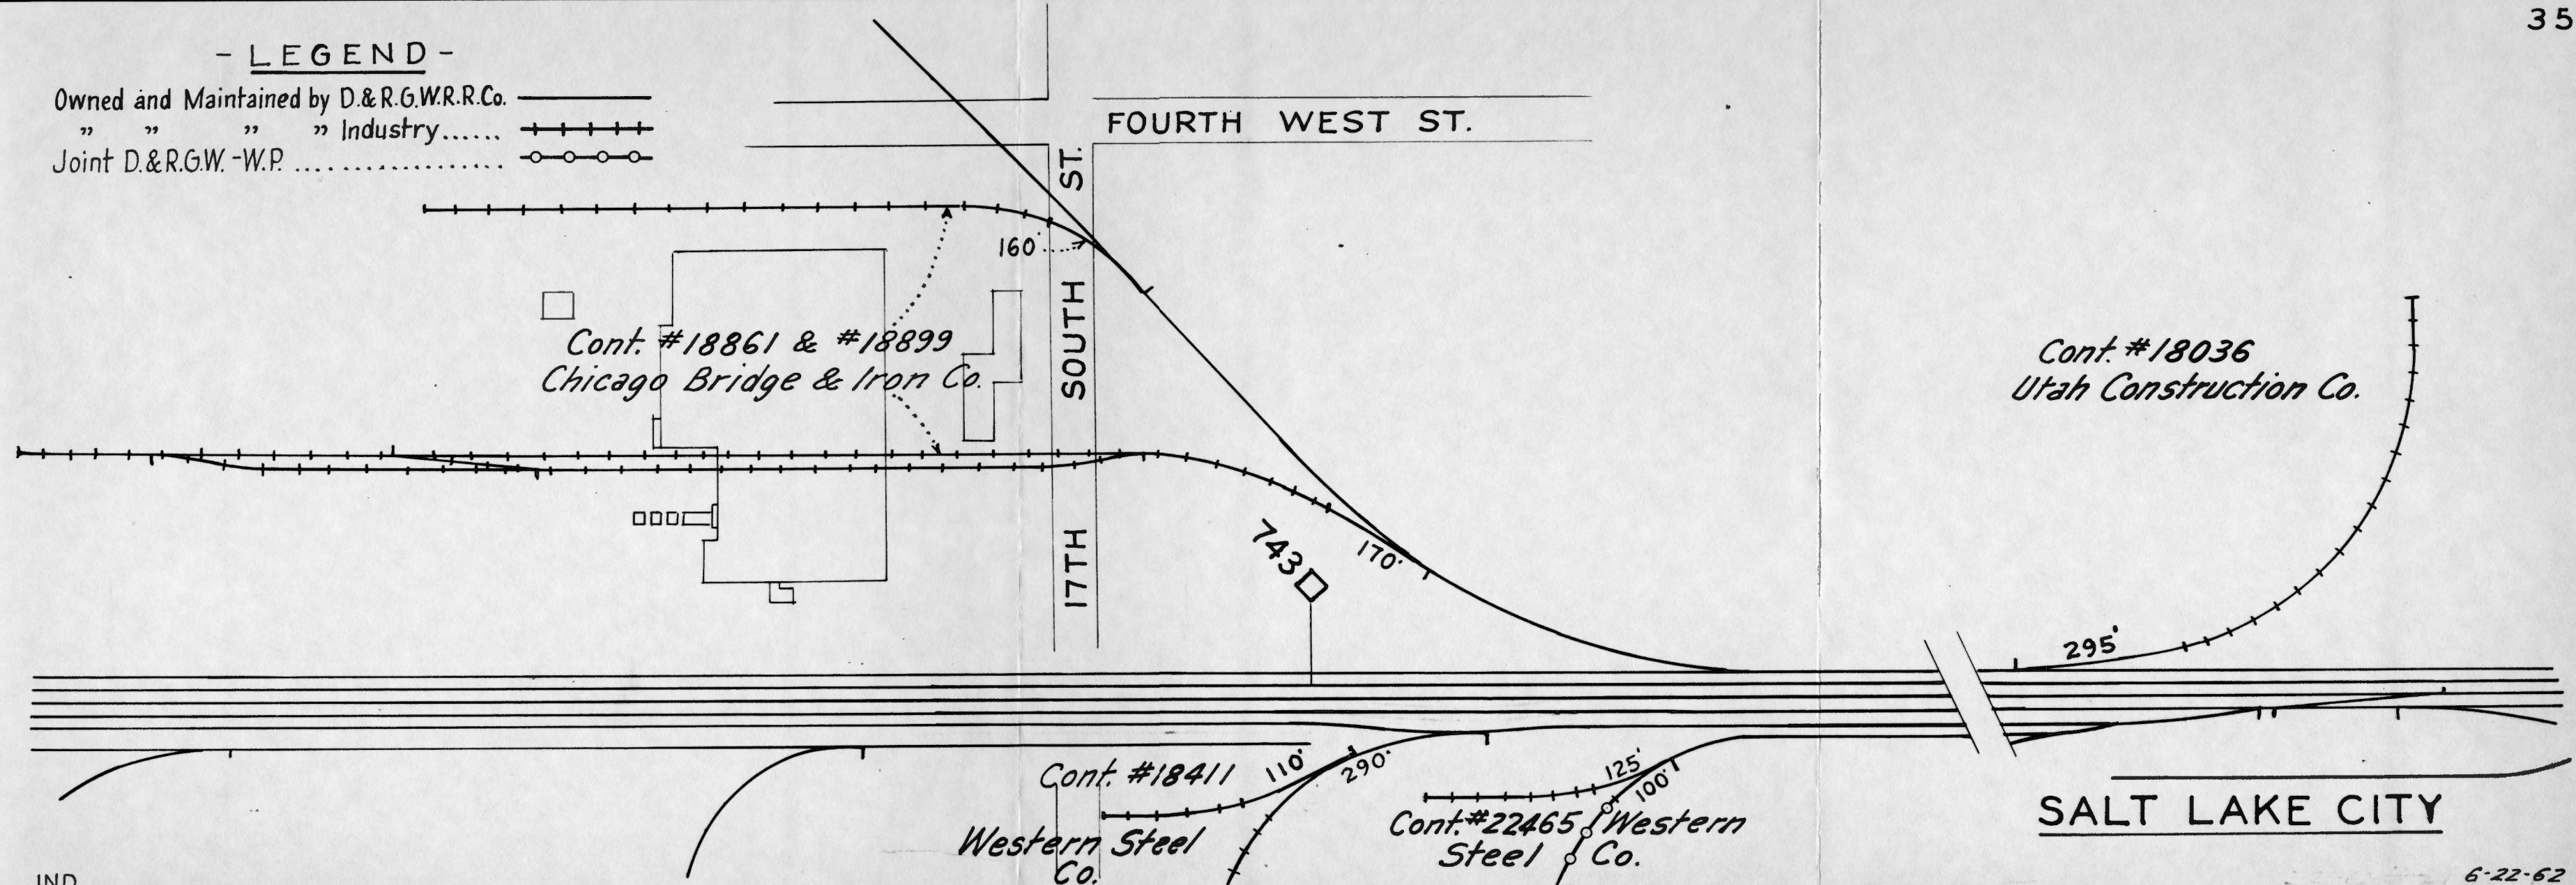 35
- LEGEND -
Owned and Maintained by D.&R.G.W.R.R.Co.
" " " " Industry......
Joint D.&R.G.W.-W.P. ...................
FOURTH WEST ST.
17TH SOUTH ST.
160'
Cont. #18861 & #18899
Chicago Bridge & Iron Co.
Cont. #18036
Utah Construction Co.
743
170'
295'
Cont. #18411
110'
290'
Western Steel
Co.
125'
100'
Cont. #22465 Western
Steel Co.
SALT LAKE CITY
IND
6-22-62